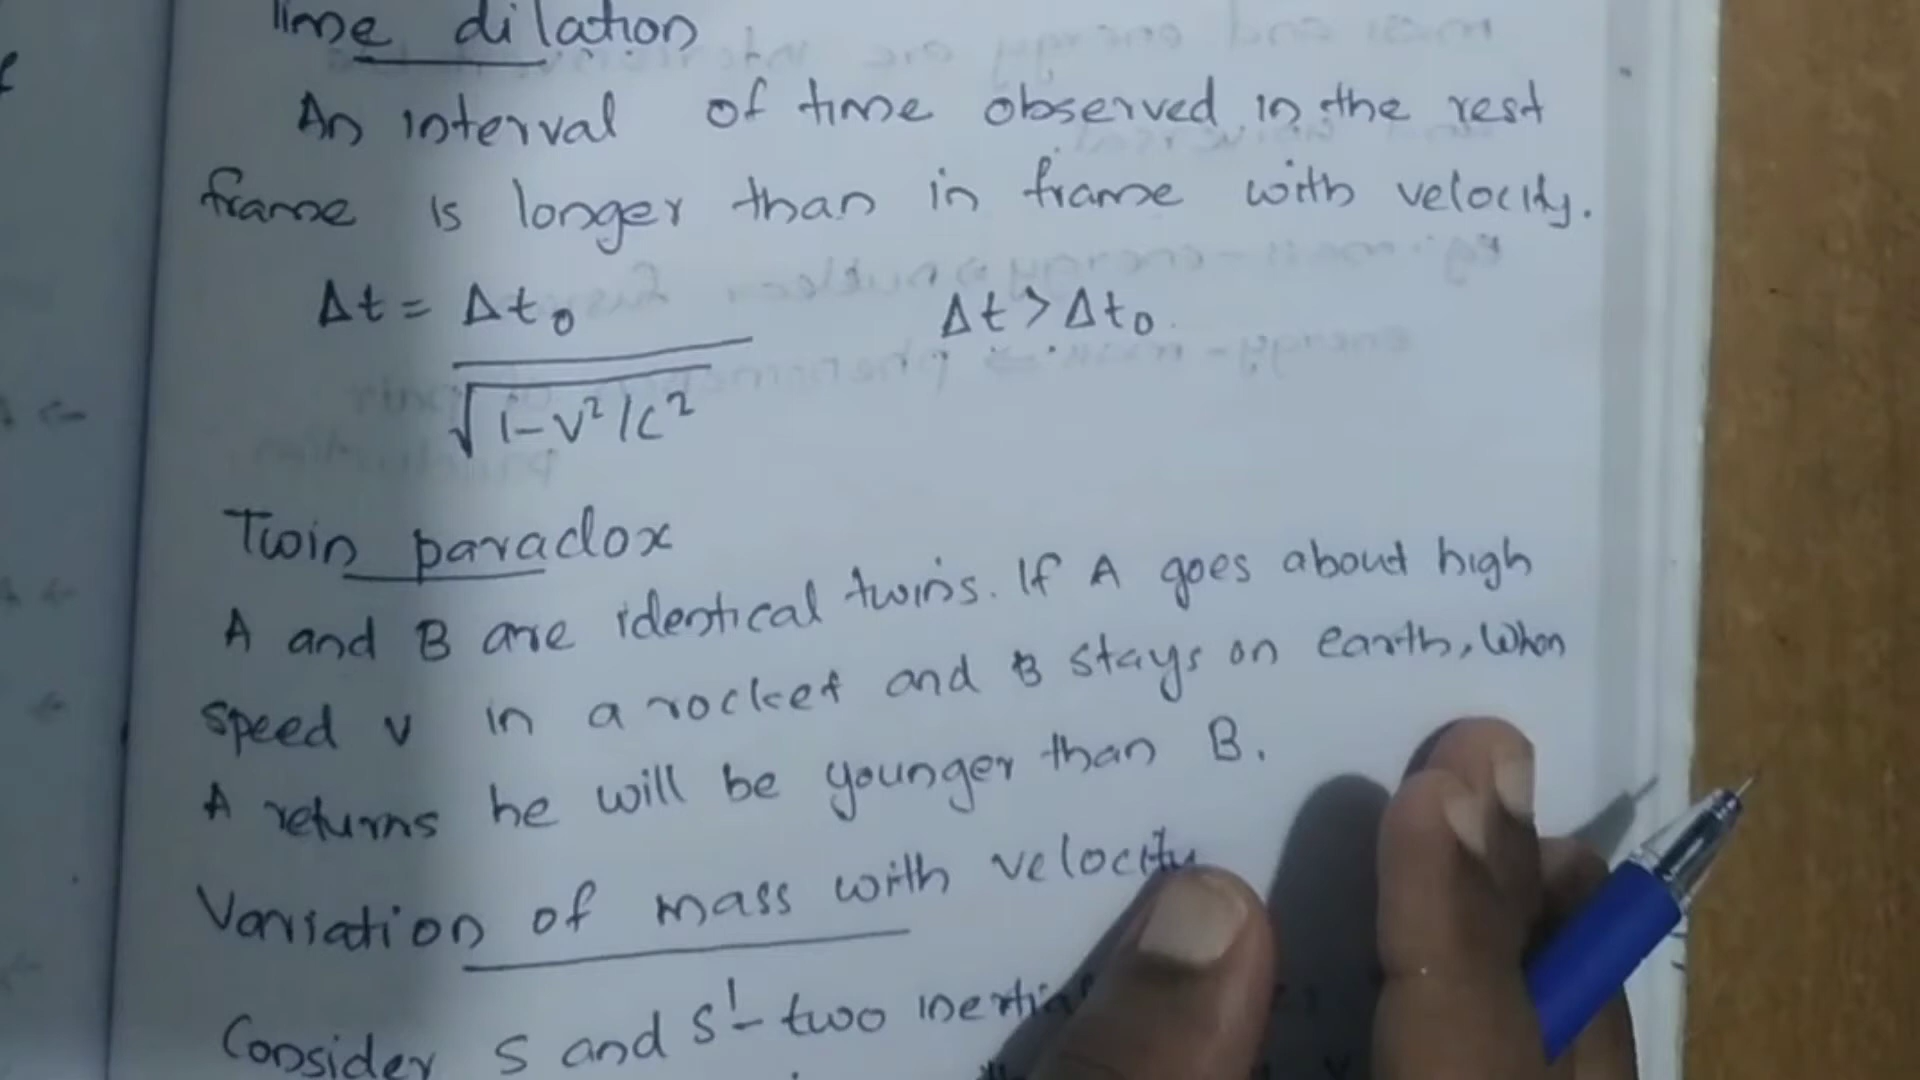 Time dilation
An interval of time observed in the rest
frame is longer than in frame with velocity.
Δt = Δt₀ Δt > Δt₀
√1-v²/c²
Twin paradox
A and B are identical twins. If A goes about high
speed v in a rocket and B stays on earth, When
A returns he will be younger than B.
Variation of mass with velocity
Consider S and S' - two